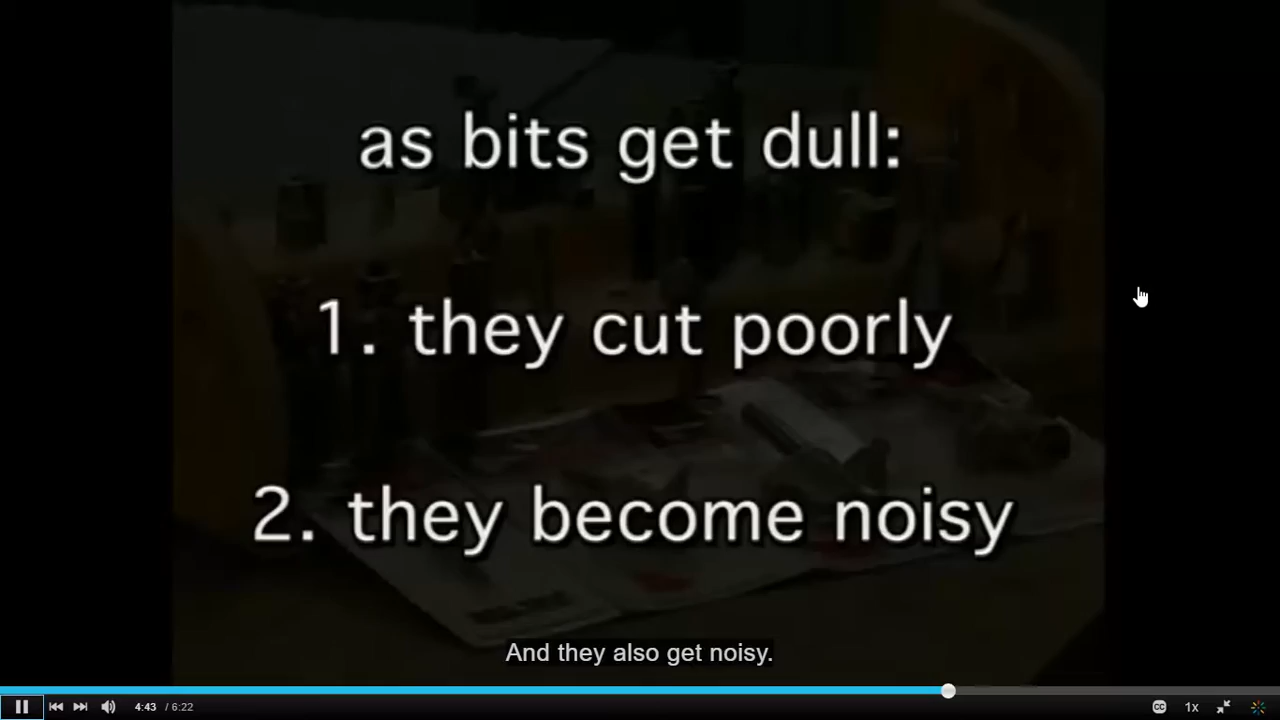 as bits get dull:
1. they cut poorly
2. they become noisy
And they also get noisy.
4:43 / 6:22
CC
1x